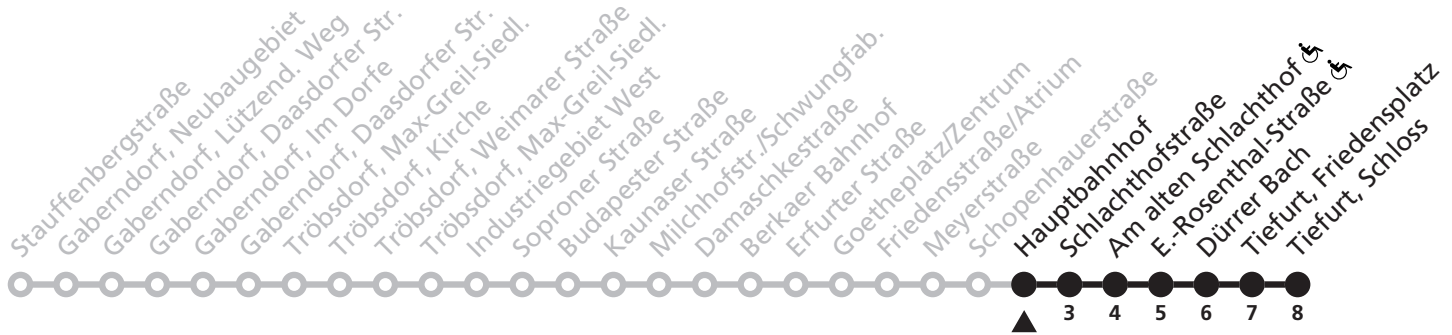 Stauffenbergstraße
Gaberndorf, Neubaugebiet
Gaberndorf, Lützend. Weg
Gaberndorf, Daasdorfer Str.
Gaberndorf, Im Dorfe
Gaberndorf, Daasdorfer Str.
Tröbsdorf, Max-Greil-Siedl.
Tröbsdorf, Kirche
Tröbsdorf, Weimarer Straße
Tröbsdorf, Max-Greil-Siedl.
Industriegebiet West
Soproner Straße
Budapester Straße
Kaunaser Straße
Milchhofstr./Schwungfab.
Damaschkestraße
Berkaer Bahnhof
Erfurter Straße
Goetheplatz/Zentrum
Friedensstraße/Atrium
Meyerstraße
Schopenhauerstraße
Hauptbahnhof
Schlachthofstraße
Am alten Schlachthof
E.-Rosenthal-Straße
Dürrer Bach
Tiefurt, Friedensplatz
Tiefurt, Schloss
3 4 5 6 7 8